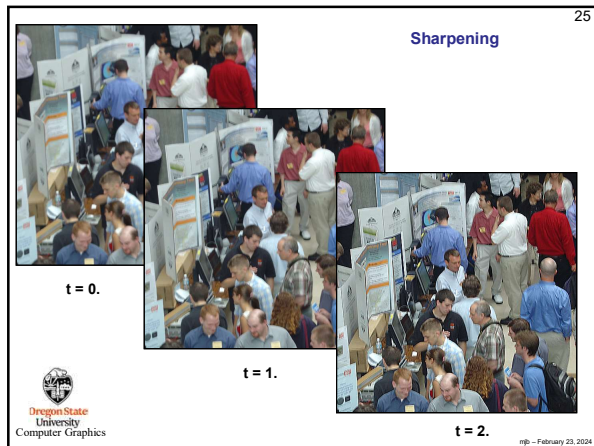 25
Sharpening
t = 0.
t = 1.
t = 2.
Oregon State
University
Computer Graphics
mjb – February 23, 2024